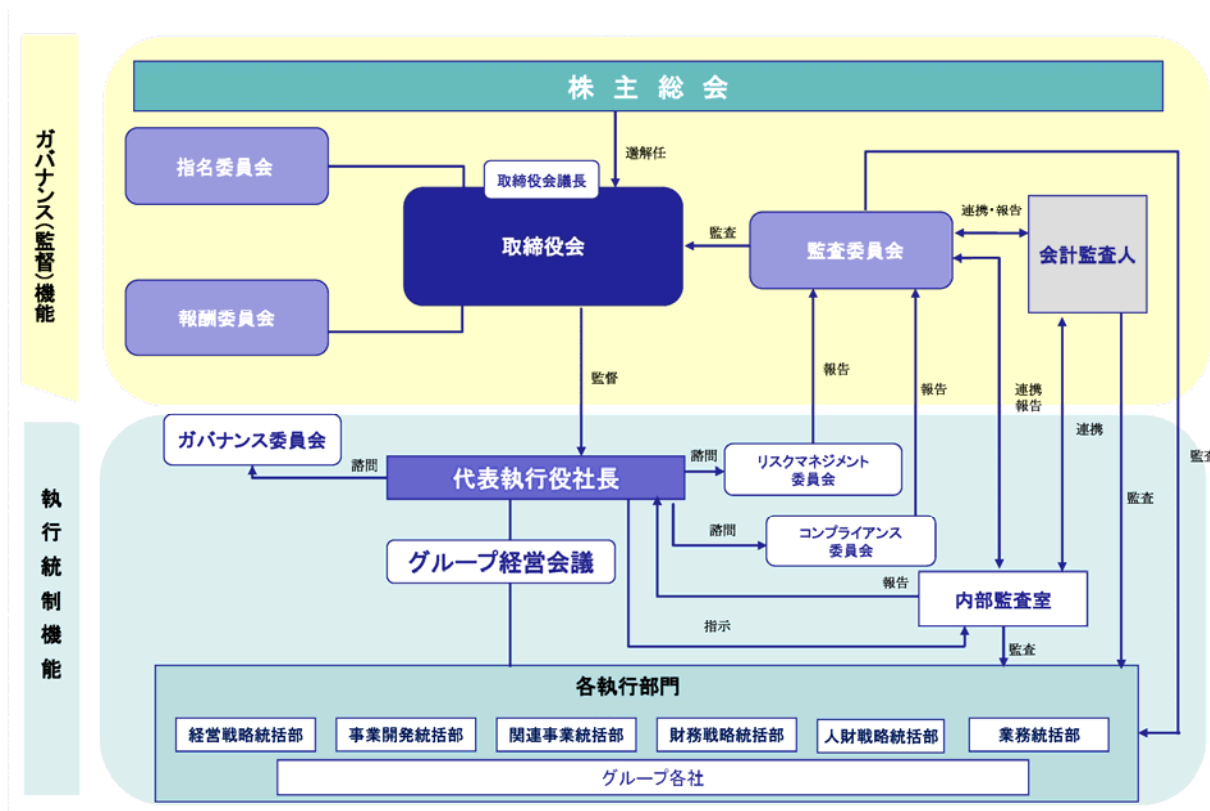 ガバナンス(監督)機能
株主総会
選解任
指名委員会
取締役会議長
取締役会
監査
監査委員会
連携・報告
会計監査人
報酬委員会
監督
報告
報告
連携
報告
連携
監査
監査
執行統制機能
ガバナンス委員会
諮問
代表執行役社長
諮問
リスクマネジメント
委員会
諮問
コンプライアンス
委員会
グループ経営会議
報告
内部監査室
指示
監査
各執行部門
経営戦略統括部
事業開発統括部
関連事業統括部
財務戦略統括部
人財戦略統括部
業務統括部
グループ各社